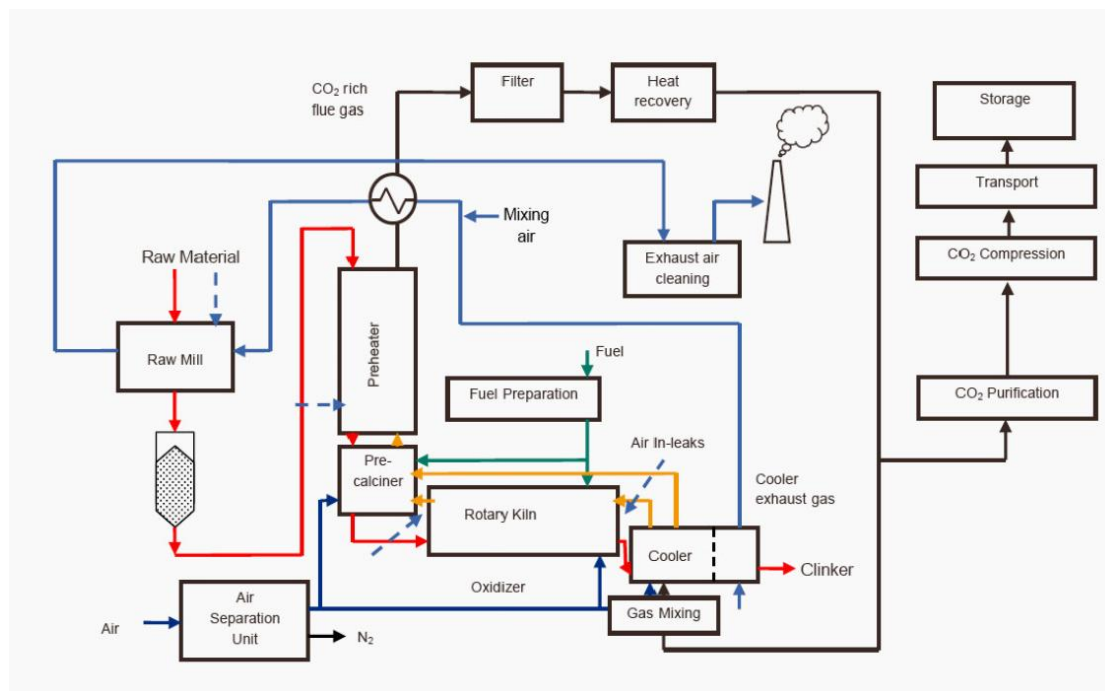 CO₂ rich
flue gas
Filter
Heat
recovery
Storage
Transport
Mixing
air
Exhaust air
cleaning
CO₂ Compression
Raw Material
Raw Mill
Preheater
Fuel
Fuel Preparation
CO₂ Purification
Air In-leaks
Pre-
calciner
Cooler
exhaust gas
Rotary Kiln
Cooler
Clinker
Oxidizer
Air
Separation
Unit
Gas Mixing
Air
N₂